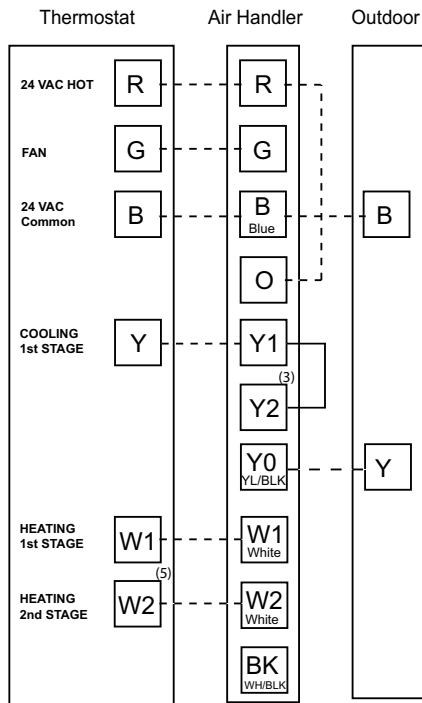 Thermostat Air Handler Outdoor
24 VAC HOT R R
FAN G G
24 VAC
Common B B
Blue B
O
COOLING
1st STAGE Y Y1
(3)
Y2
Y0
YL/BLK Y
HEATING
1st STAGE W1 W1
White
(5)
HEATING
2nd STAGE W2 W2
White
BK
WH/BLK